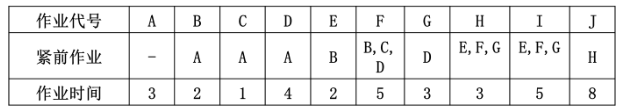 作业代号 A B C D E F G H I J
紧前作业 - A A A B B,C,D D E,F,G E,F,G H
作业时间 3 2 1 4 2 5 3 3 5 8